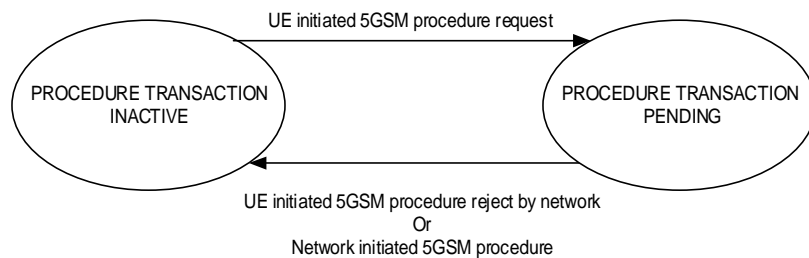 UE initiated 5GSM procedure request
PROCEDURE TRANSACTION
INACTIVE
PROCEDURE TRANSACTION
PENDING
UE initiated 5GSM procedure reject by network
Or
Network initiated 5GSM procedure